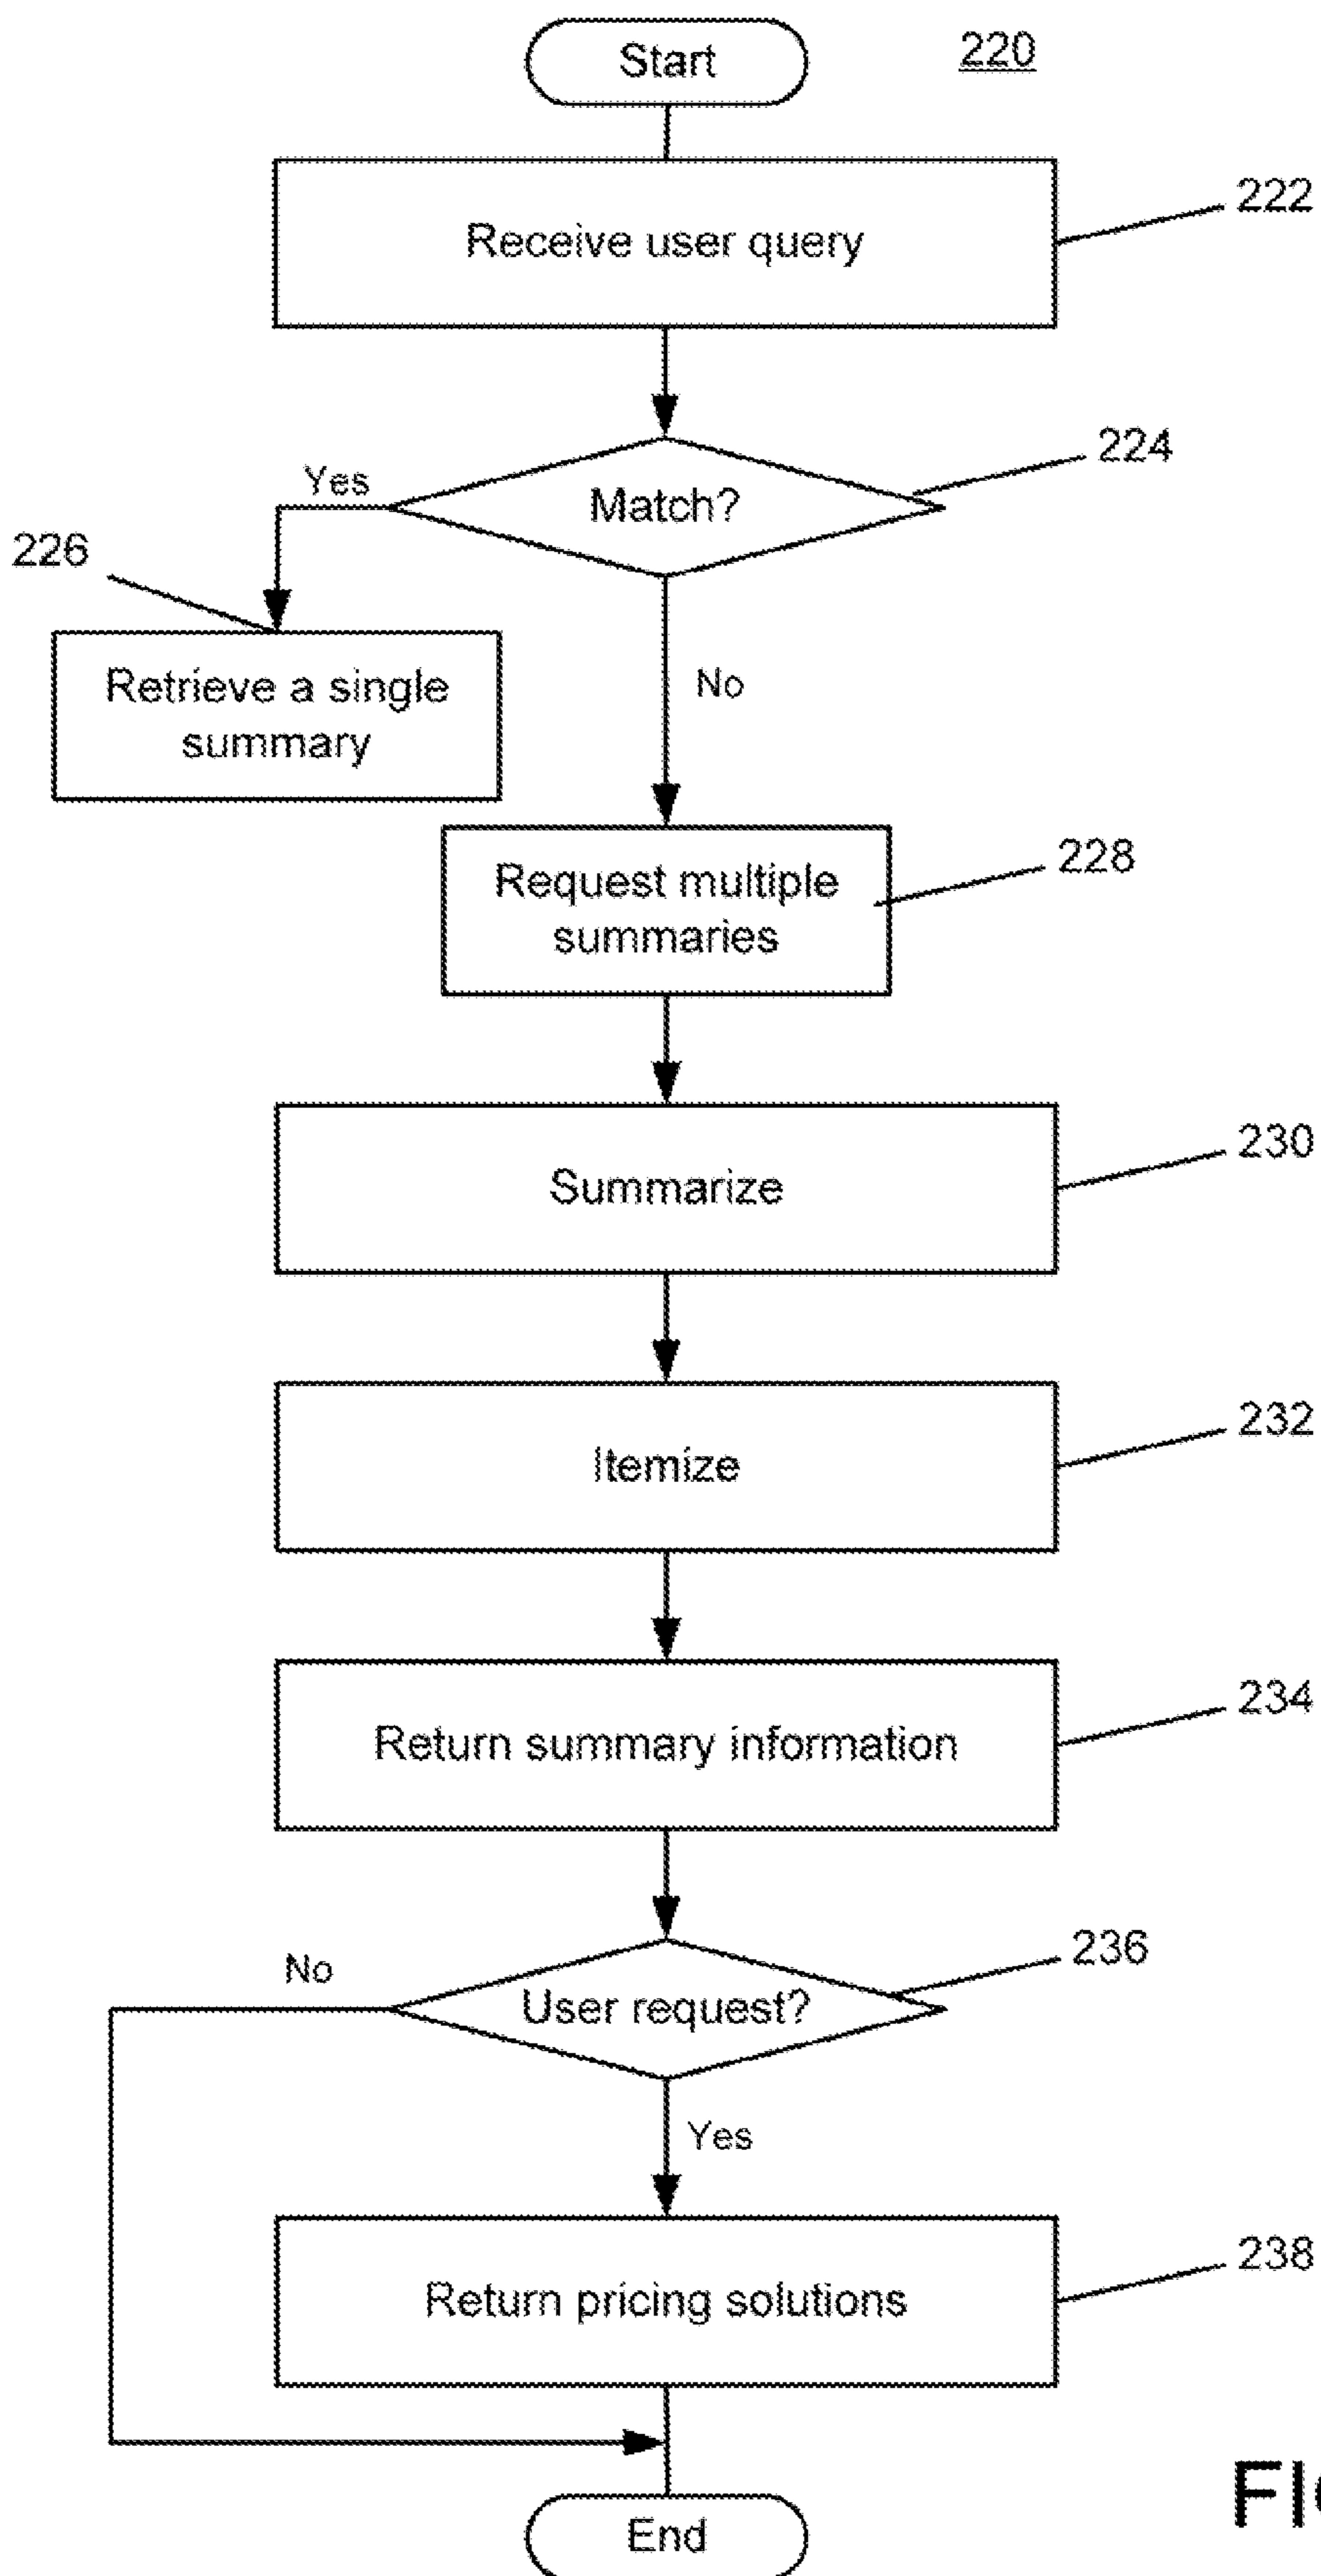 Start
220
Receive user query
222
Match?
224
Yes
226
Retrieve a single
summary
No
Request multiple
summaries
228
Summarize
230
Itemize
232
Return summary information
234
User request?
236
No
Yes
Return pricing solutions
238
End